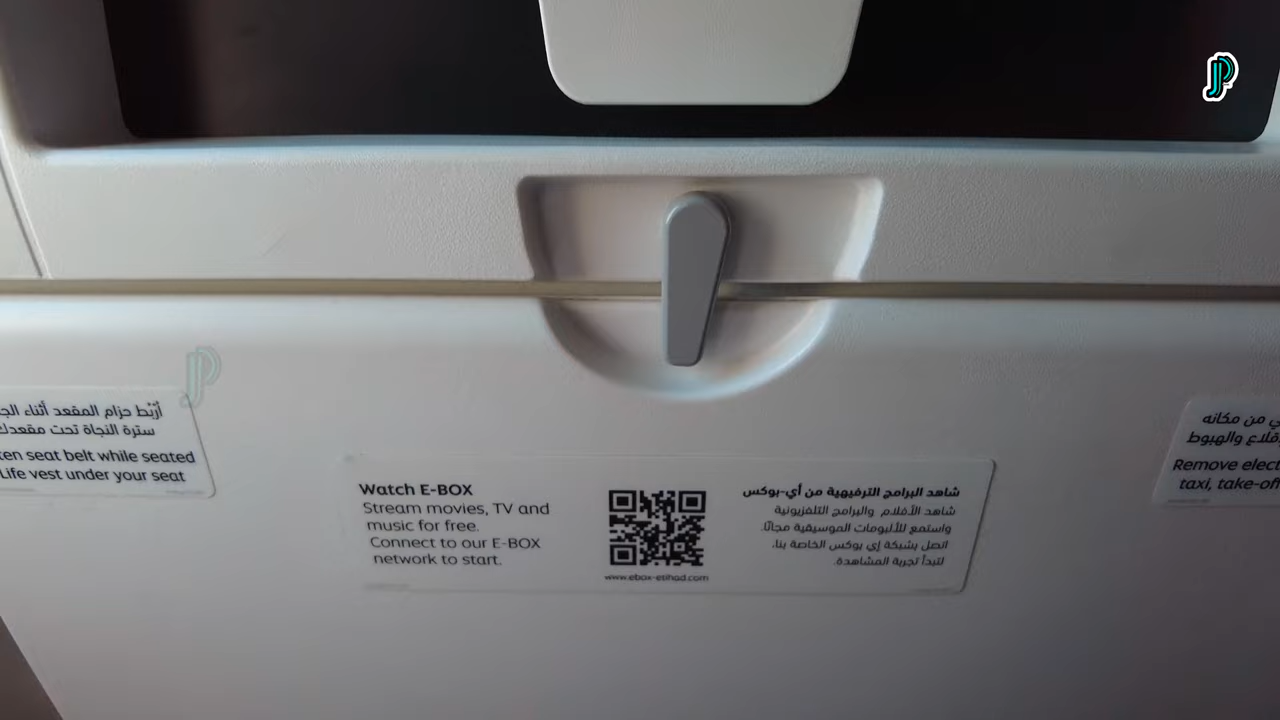 أربُط حزام المقعد أثناء
سترة النجاة تحت مقعدك
ten seat belt while seated
Life vest under your seat
Watch E-BOX
Stream movies, TV and
music for free.
Connect to our E-BOX
network to start.
www.ebox-etihad.com
شاهد البرامج الترفيهية من أي-بوكس
شاهد الأفلام والبرامج التلفزيونية
واستمع للألبومات الموسيقية مجانًا.
اتصل بشبكة إي بوكس الخاصة بنا،
لتبدأ تجربة المشاهدة.
من مكانه
والهبوط
Remove
taxi, take-off